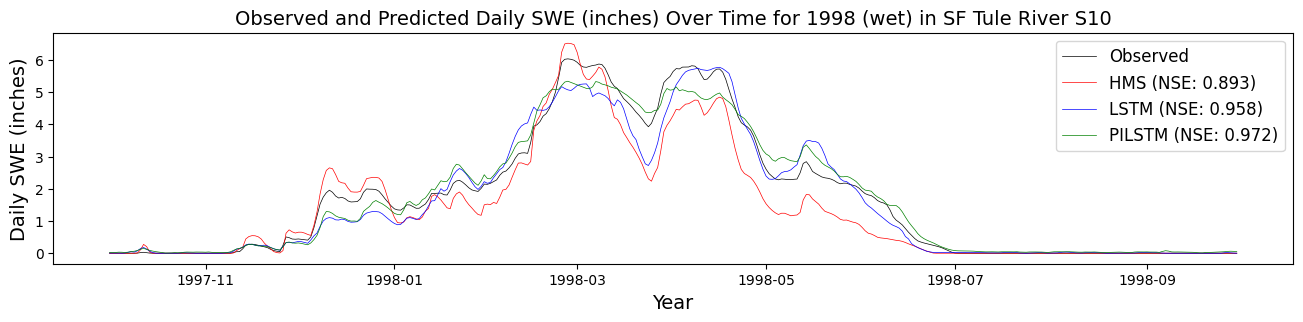 Observed and Predicted Daily SWE (inches) Over Time for 1998 (wet) in SF Tule River S10
Daily SWE (inches)
6
5
4
3
2
1
0
Observed
HMS (NSE: 0.893)
LSTM (NSE: 0.958)
PILSTM (NSE: 0.972)
1997-11
1998-01
1998-03
1998-05
1998-07
1998-09
Year